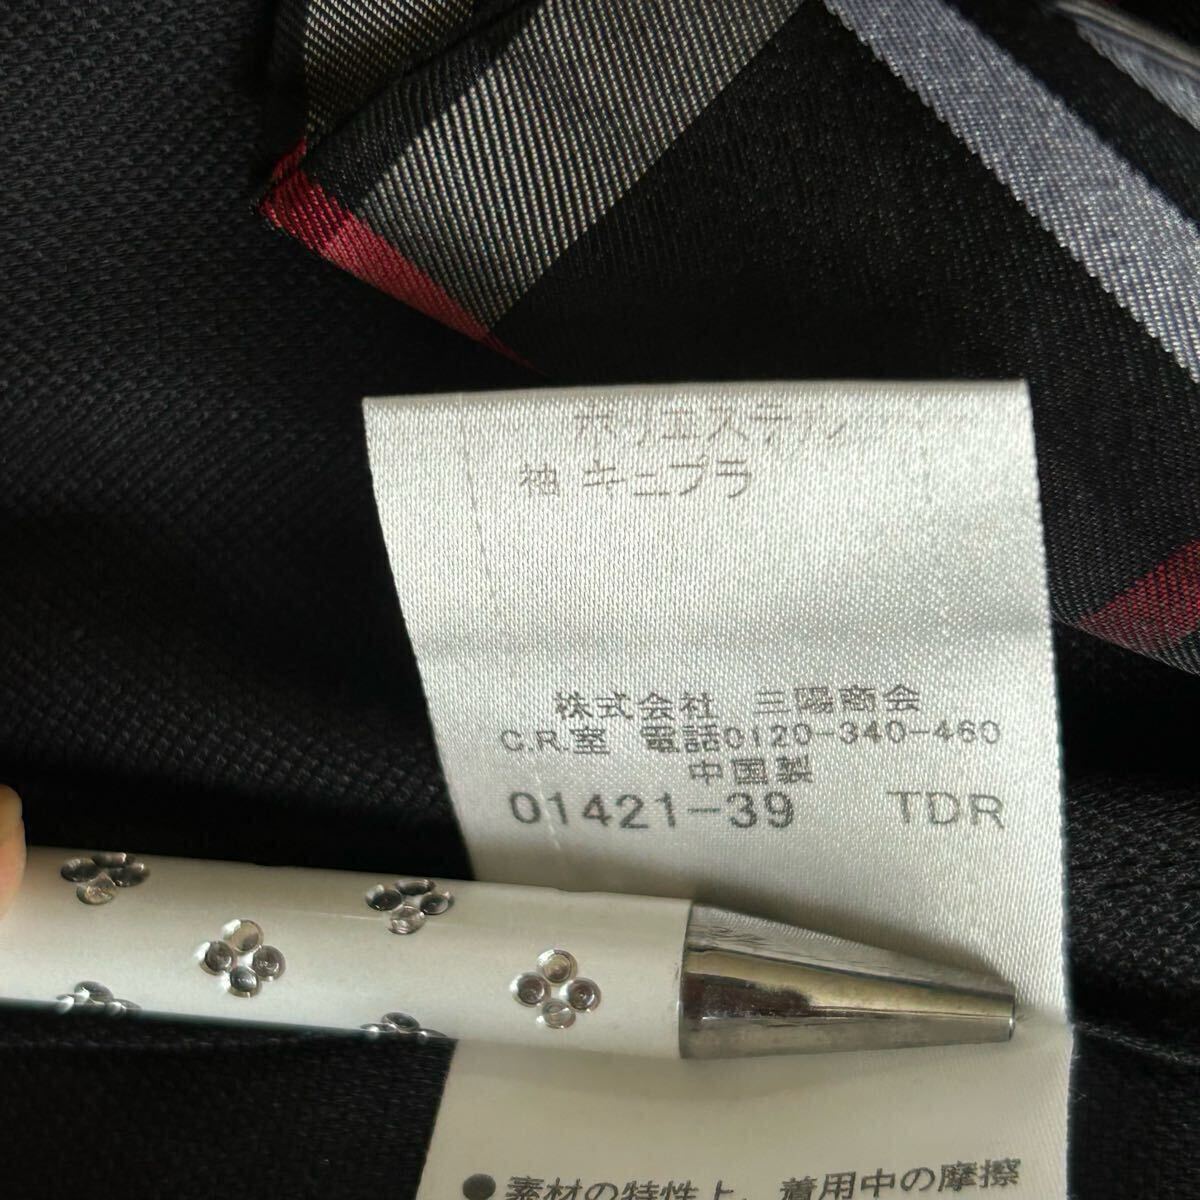 ポリエステル
袖 キュプラ
株式会社 三陽商会
C.R.室 電話0120-340-460
中国製
01421-39 TDR
●素材の特性上、着用中の摩擦